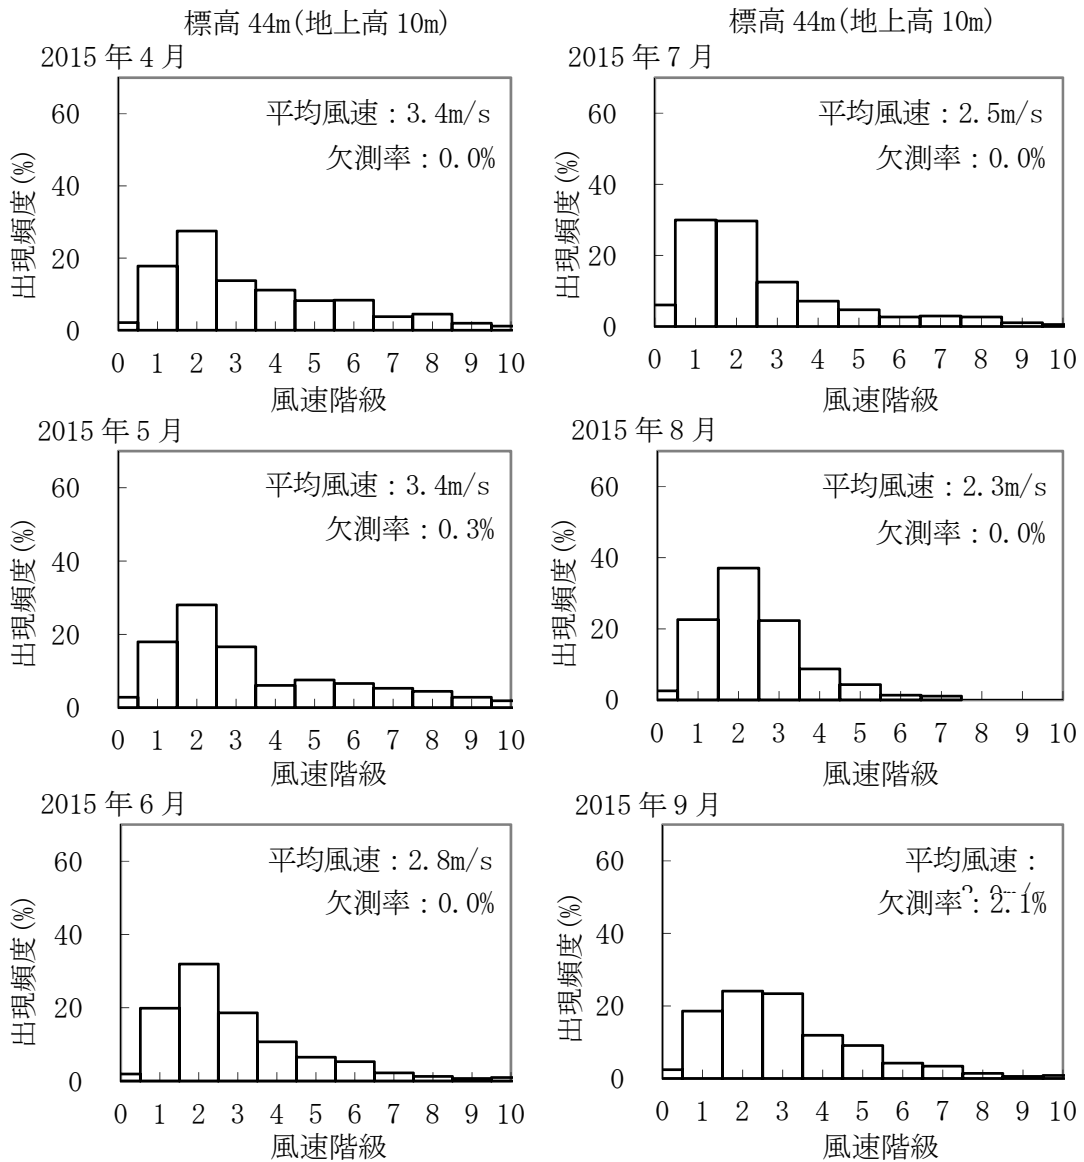 標高 44m(地上高 10m)
2015 年 4 月
平均風速：3.4m/s
欠測率：0.0%
出現頻度(%)
60
40
20
0
0 1 2 3 4 5 6 7 8 9 10
風速階級
2015 年 5 月
平均風速：3.4m/s
欠測率：0.3%
出現頻度(%)
60
40
20
0
0 1 2 3 4 5 6 7 8 9 10
風速階級
2015 年 6 月
平均風速：2.8m/s
欠測率：0.0%
出現頻度(%)
60
40
20
0
0 1 2 3 4 5 6 7 8 9 10
風速階級
標高 44m(地上高 10m)
2015 年 7 月
平均風速：2.5m/s
欠測率：0.0%
出現頻度(%)
60
40
20
0
0 1 2 3 4 5 6 7 8 9 10
風速階級
2015 年 8 月
平均風速：2.3m/s
欠測率：0.0%
出現頻度(%)
60
40
20
0
0 1 2 3 4 5 6 7 8 9 10
風速階級
2015 年 9 月
平均風速：
欠測率：2.1%
出現頻度(%)
60
40
20
0
0 1 2 3 4 5 6 7 8 9 10
風速階級